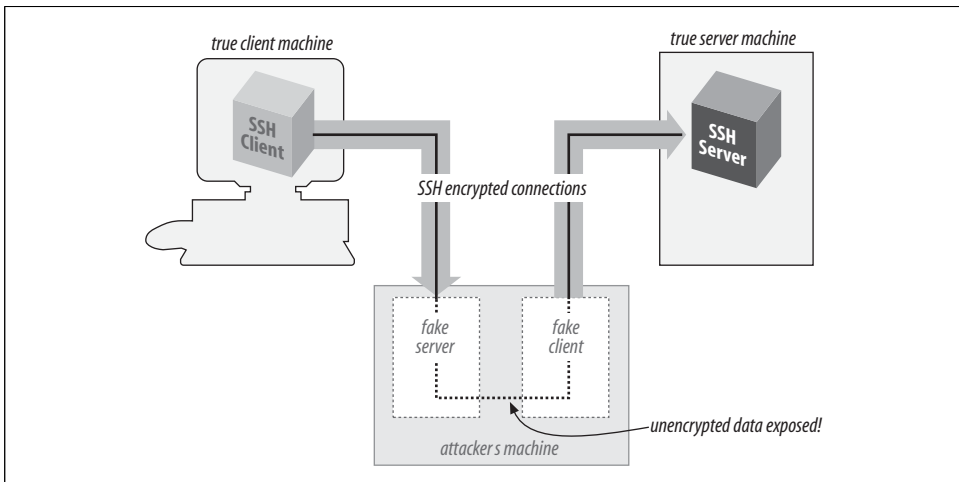 true client machine
true server machine
SSH
Client
SSH
Server
SSH encrypted connections
fake
server
fake
client
unencrypted data exposed!
attacker s machine